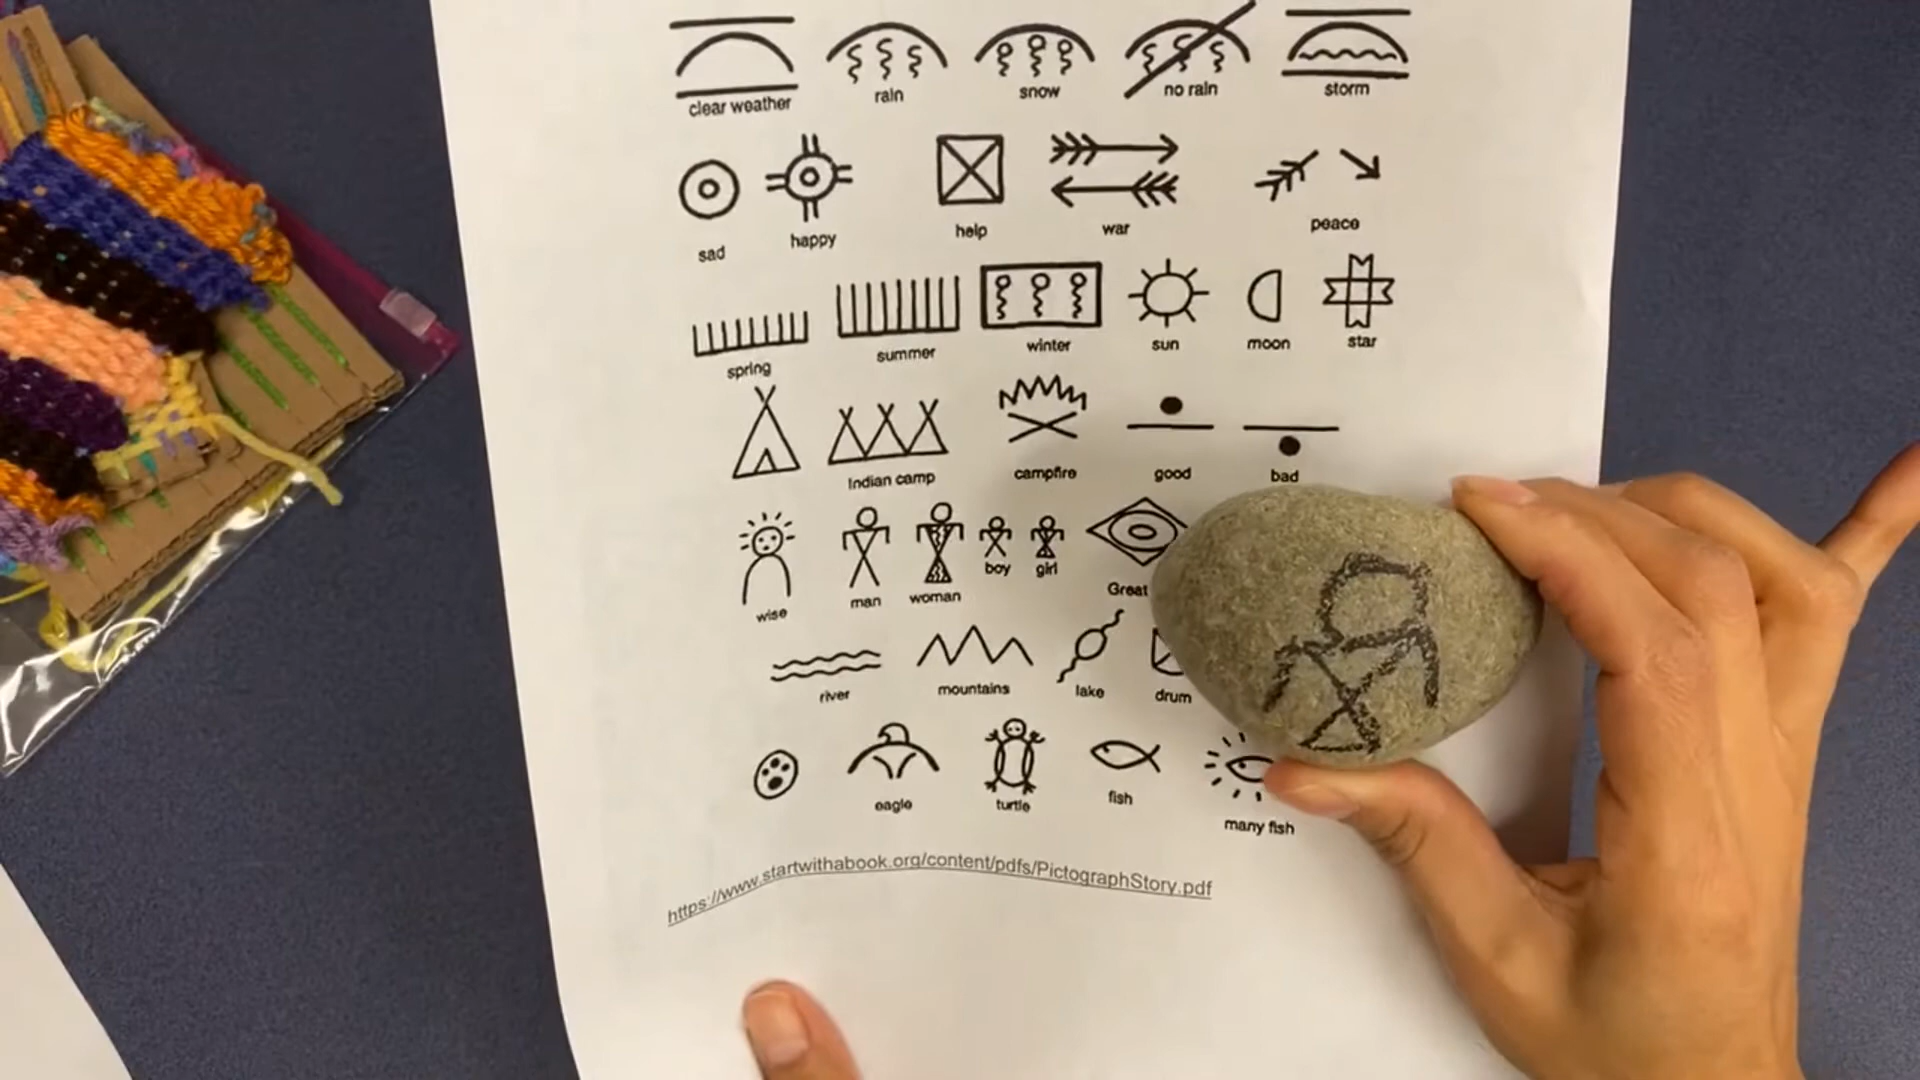 clear weather rain snow no rain storm
sad happy help war peace
spring summer winter sun moon star
Indian camp campfire good bad
wise man woman boy girl Great
river mountains lake drum
eagle turtle fish many fish
https://www.startwithabook.org/content/pdfs/PictographStory.pdf